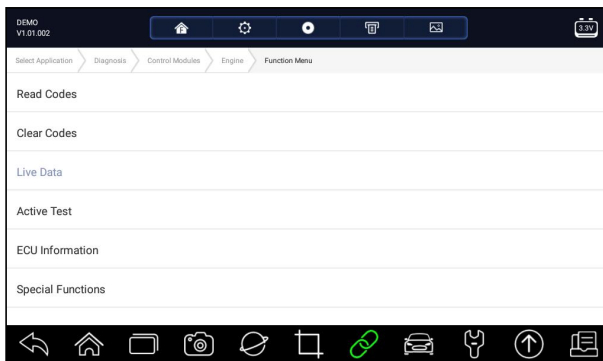 DEMO
V1.01.002
3.3V
Select Application Diagnosis Control Modules Engine Function Menu
Read Codes
Clear Codes
Live Data
Active Test
ECU Information
Special Functions